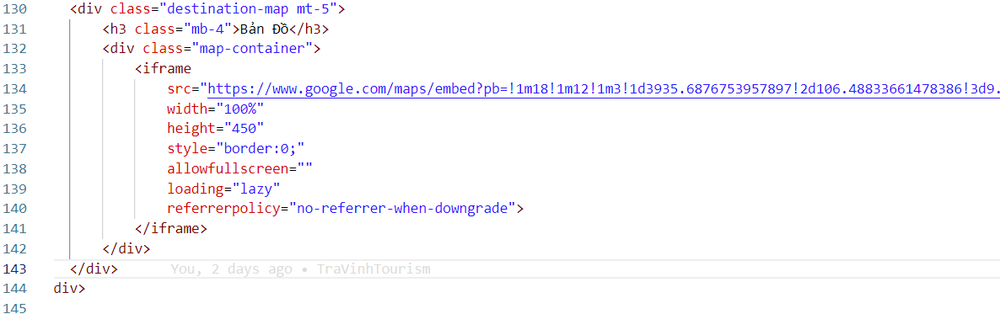 130 <div class="destination-map mt-5">
131 <h3 class="mb-4">Bản Đồ</h3>
132 <div class="map-container">
133 <iframe
134 src="https://www.google.com/maps/embed?pb=!1m18!1m12!1m3!1d3935.6876753957897!2d106.48833661478386!3d9.
135 width="100%"
136 height="450"
137 style="border:0;"
138 allowfullscreen=""
139 loading="lazy"
140 referrerpolicy="no-referrer-when-downgrade">
141 </iframe>
142 </div>
143 </div> You, 2 days ago • TraVinhTourism
144 div>
145